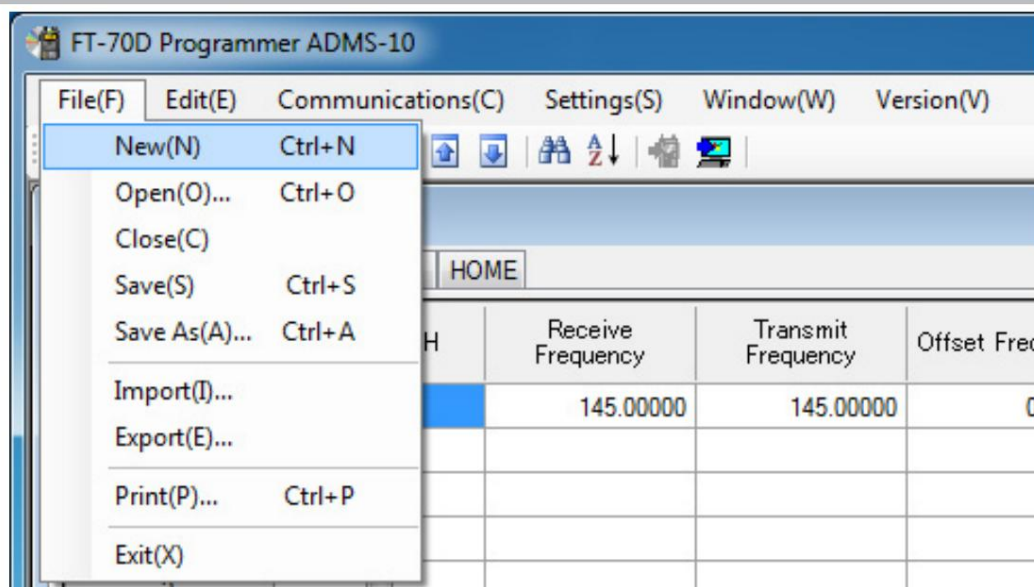 FT-70D Programmer ADMS-10
File(F) Edit(E) Communications(C) Settings(S) Window(W) Version(V)
New(N) Ctrl+N
Open(O)... Ctrl+O
Close(C)
Save(S) Ctrl+S
Save As(A)... Ctrl+A
Import(I)...
Export(E)...
Print(P)... Ctrl+P
Exit(X)
A
Z
HOME
H
Receive
Frequency
Transmit
Frequency
Offset
145.00000 145.00000